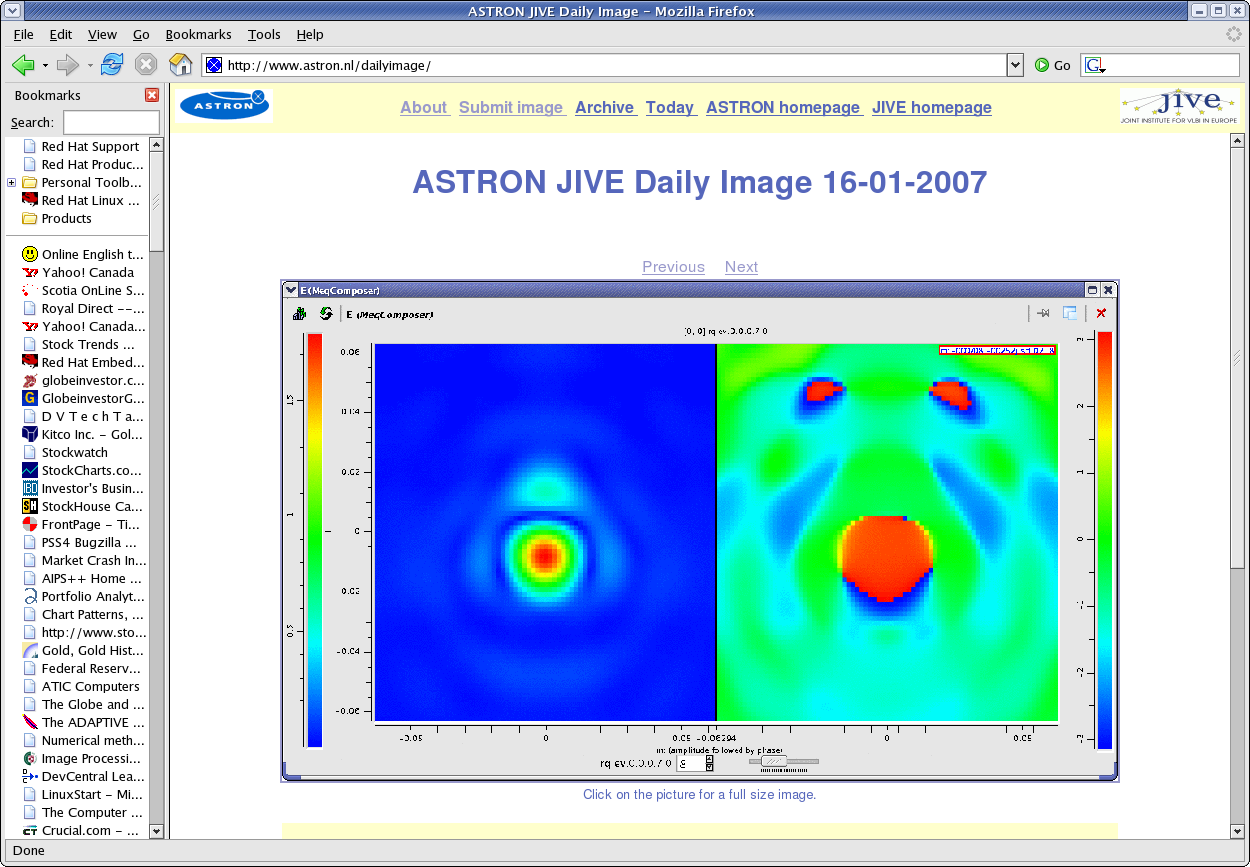 ASTRON JIVE Daily Image - Mozilla Firefox
File Edit View Go Bookmarks Tools Help
http://www.astron.nl/dailyimage/ Go G
Bookmarks
Search:
Red Hat Support
Red Hat Produc...
Personal Toolb...
Red Hat Linux ...
Products
Online English t...
Yahoo! Canada
Scotia OnLine S...
Royal Direct --...
Yahoo! Canada...
Stock Trends ...
Red Hat Embed...
globeinvestor.c...
GlobeinvestorG...
D V T e c h T a...
Kitco Inc. - Gol...
Stockwatch
StockCharts.co...
Investor's Busin...
StockHouse Ca...
FrontPage - Ti...
PSS4 Bugzilla ...
Market Crash In...
AIPS++ Home ...
Portfolio Analyt...
Chart Patterns, ...
http://www.sto...
Gold, Gold Hist...
Federal Reserv...
ATIC Computers
The Globe and ...
The ADAPTIVE ...
Numerical meth...
Image Processi...
DevCentral Lea...
LinuxStart - Mi...
The Computer ...
Crucial.com - ...
ASTRON
About Submit image Archive Today ASTRON homepage JIVE homepage
jive
JOINT INSTITUTE FOR VLBI IN EUROPE
ASTRON JIVE Daily Image 16-01-2007
Previous Next
E(MeqComposer)
E (MeqComposer)
[0, 0] rq ev.0.0.0.7.0
1.5
1
0.5
0.06
0.04
0.02
0
0.02
-0.04
-0.06
3
2
1
0
-1
-2
-3
-0.05 0 0.05 -0.06294 0 0.05
m: (amplitude followed by phase)
rq ev.0.0.0.7.0
Click on the picture for a full size image.
Done